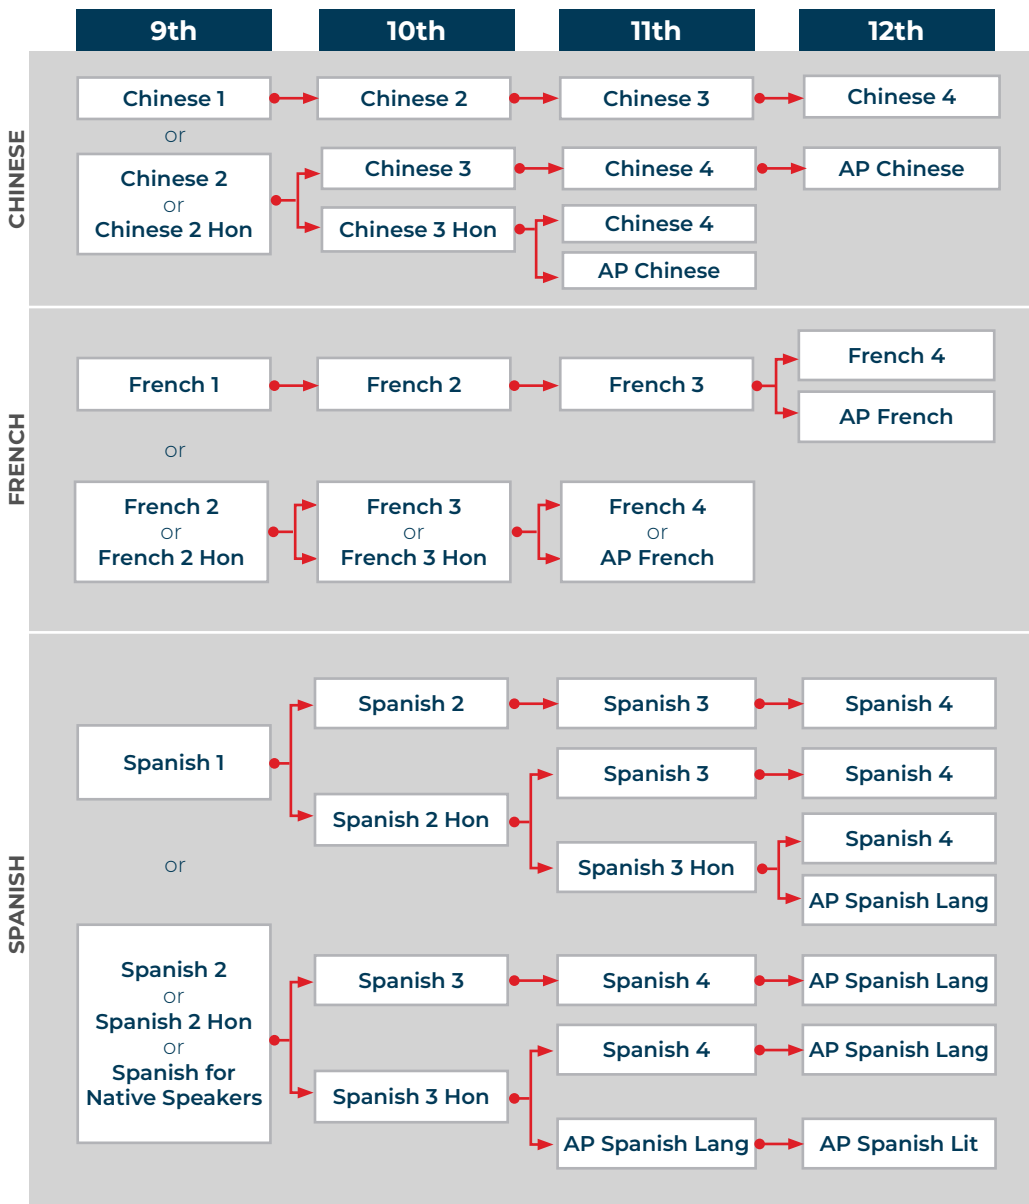 9th
10th
11th
12th
CHINESE
Chinese 1
Chinese 2
Chinese 3
Chinese 4
or
Chinese 2
or
Chinese 2 Hon
Chinese 3
Chinese 4
AP Chinese
Chinese 3 Hon
Chinese 4
AP Chinese
FRENCH
French 1
French 2
French 3
French 4
AP French
or
French 2
or
French 2 Hon
French 3
or
French 3 Hon
French 4
or
AP French
SPANISH
Spanish 1
Spanish 2
Spanish 3
Spanish 4
Spanish 2 Hon
Spanish 3
Spanish 4
Spanish 3 Hon
Spanish 4
AP Spanish Lang
or
Spanish 2
or
Spanish 2 Hon
or
Spanish for
Native Speakers
Spanish 3
Spanish 4
AP Spanish Lang
Spanish 3 Hon
Spanish 4
AP Spanish Lang
AP Spanish Lang
AP Spanish Lit